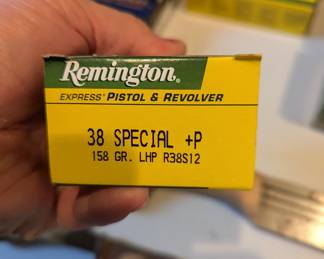 Remington.
EXPRESS® PISTOL & REVOLVER
38 SPECIAL +P
158 GR. LHP R38S12